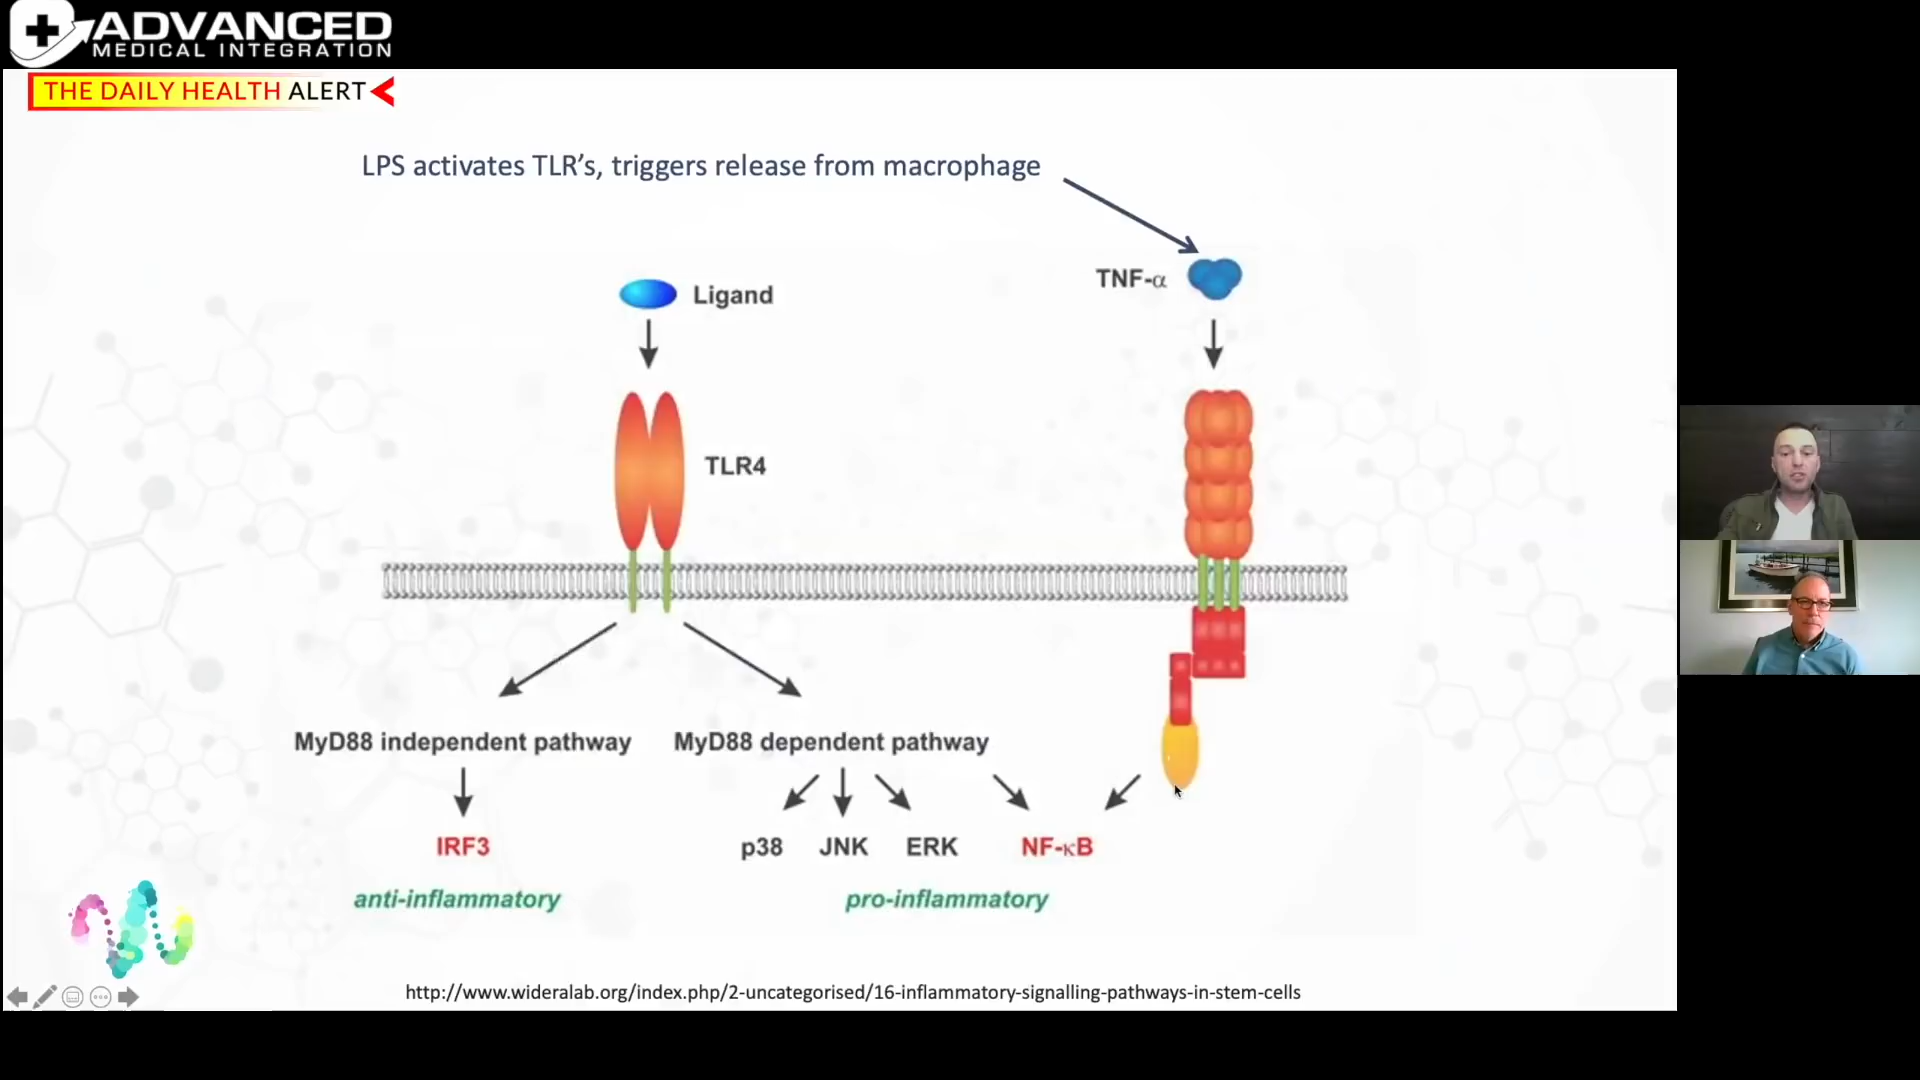 ADVANCED
MEDICAL INTEGRATION
THE DAILY HEALTH ALERT
LPS activates TLR’s, triggers release from macrophage
Ligand
TNF-α
TLR4
MyD88 independent pathway
MyD88 dependent pathway
IRF3
p38
JNK
ERK
NF-κB
anti-inflammatory
pro-inflammatory
http://www.wideralab.org/index.php/2-uncategorised/16-inflammatory-signalling-pathways-in-stem-cells